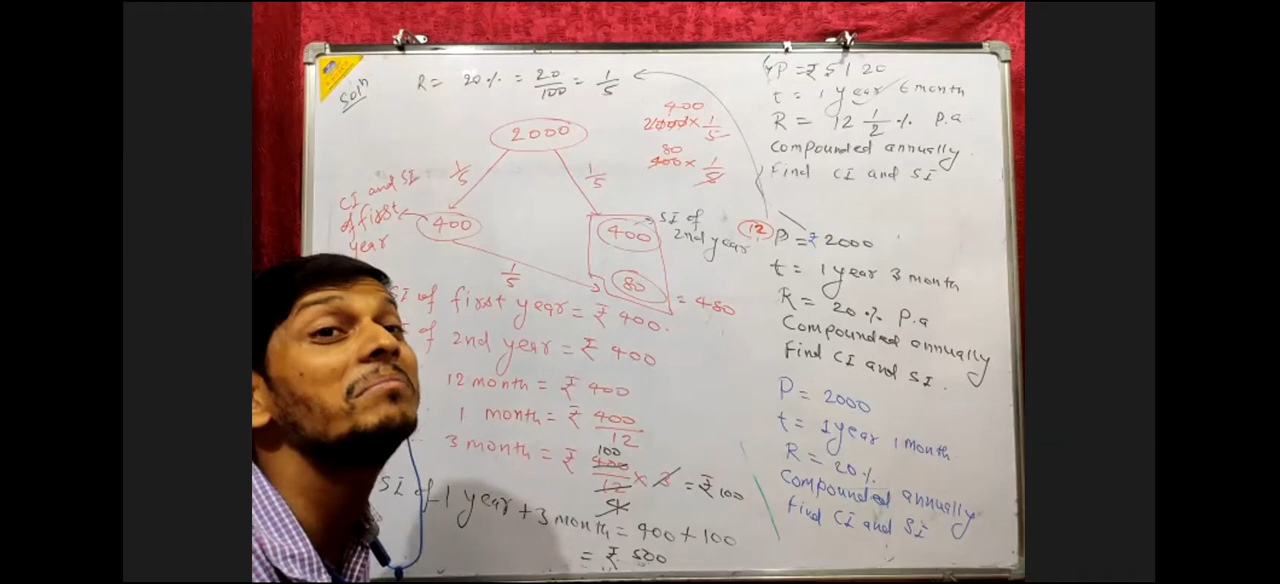 Soln
R = 20% = 20/100 = 1/5
2000
400
2000 × 1/5
80
400 × 1/5
1/5
1/5
CI and SI
of first
year
400
400
SI of
2nd year
1/5
80
= 480
SI of first year = ₹ 400.
of 2nd year = ₹ 400
12 month = ₹ 400
1 month = ₹ 400/12
3 month = ₹ 400/12 × 3 = ₹ 100
100
4
SI of 1 year + 3 month = 400 + 100
= ₹ 500
P = ₹ 5120
t = 1 year 6 month
R = 12 1/2 % P.a
Compounded annually.
Find CI and SI
12
P = ₹ 2000
t = 1 year 3 month
R = 20% P.a
Compounded annually
Find CI and SI.
P = 2000
t = 1 year 1 month
R = 20%
Compounded annually
Find CI and SI